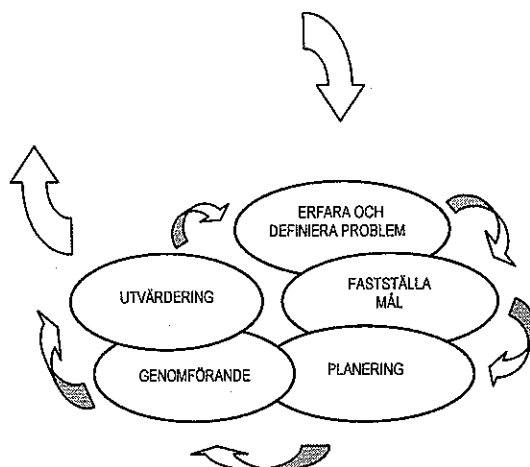 ERFARA OCH
DEFINIERA PROBLEM
FASTSTÄLLA
MÅL
PLANERING
GENOMFÖRANDE
UTVÄRDERING